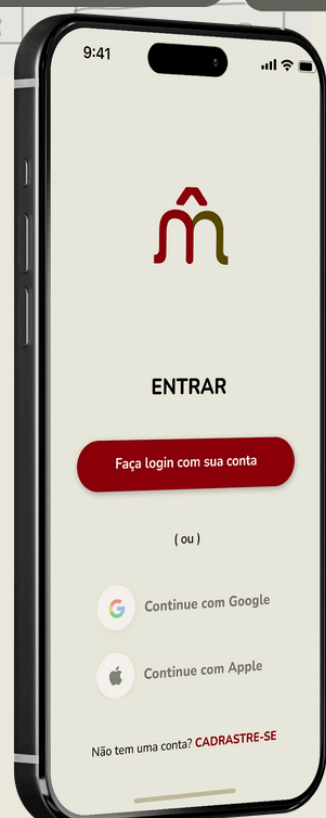 9:41
ENTRAR
Faça login com sua conta
( ou )
Continue com Google
Continue com Apple
Não tem uma conta? CADRASTRE-SE